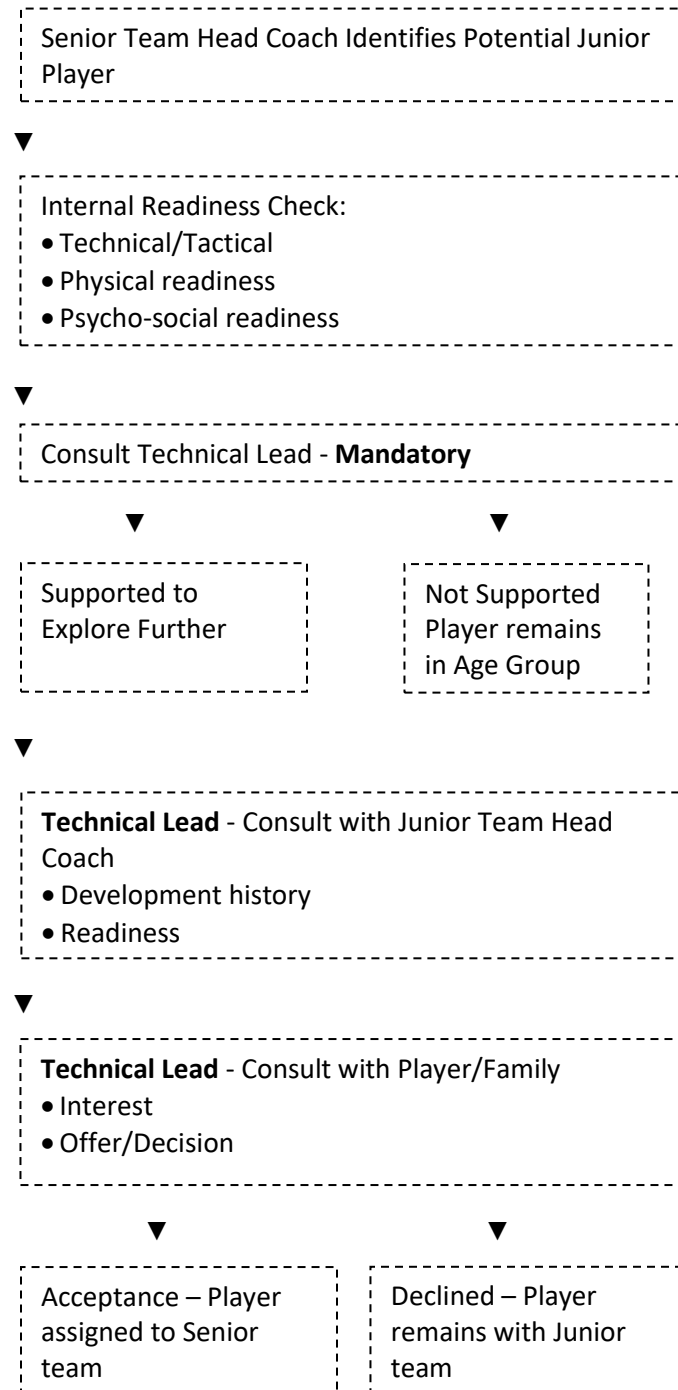 Senior Team Head Coach Identifies Potential Junior
Player
▼
Internal Readiness Check:
• Technical/Tactical
• Physical readiness
• Psycho-social readiness
▼
Consult Technical Lead - Mandatory
▼ ▼
Supported to
Explore Further
Not Supported
Player remains
in Age Group
▼
Technical Lead - Consult with Junior Team Head
Coach
• Development history
• Readiness
▼
Technical Lead - Consult with Player/Family
• Interest
• Offer/Decision
▼ ▼
Acceptance – Player
assigned to Senior
team
Declined – Player
remains with Junior
team